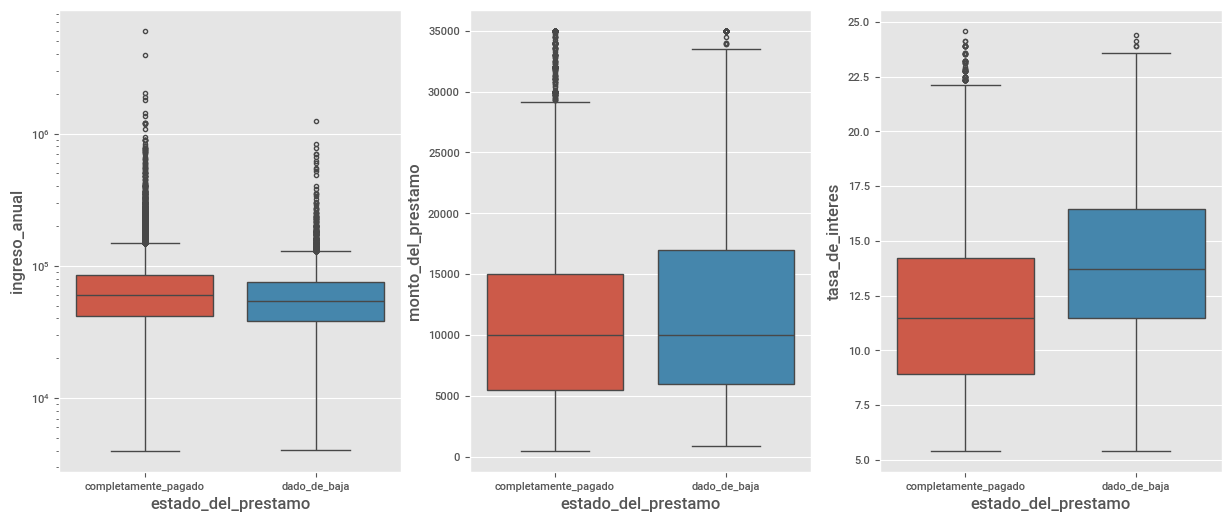 ingreso_anual
10⁶
10⁵
10⁴
completamente_pagado
dado_de_baja
estado_del_prestamo
monto_del_prestamo
35000
30000
25000
20000
15000
10000
5000
0
completamente_pagado
dado_de_baja
estado_del_prestamo
tasa_de_interes
25.0
22.5
20.0
17.5
15.0
12.5
10.0
7.5
5.0
completamente_pagado
dado_de_baja
estado_del_prestamo